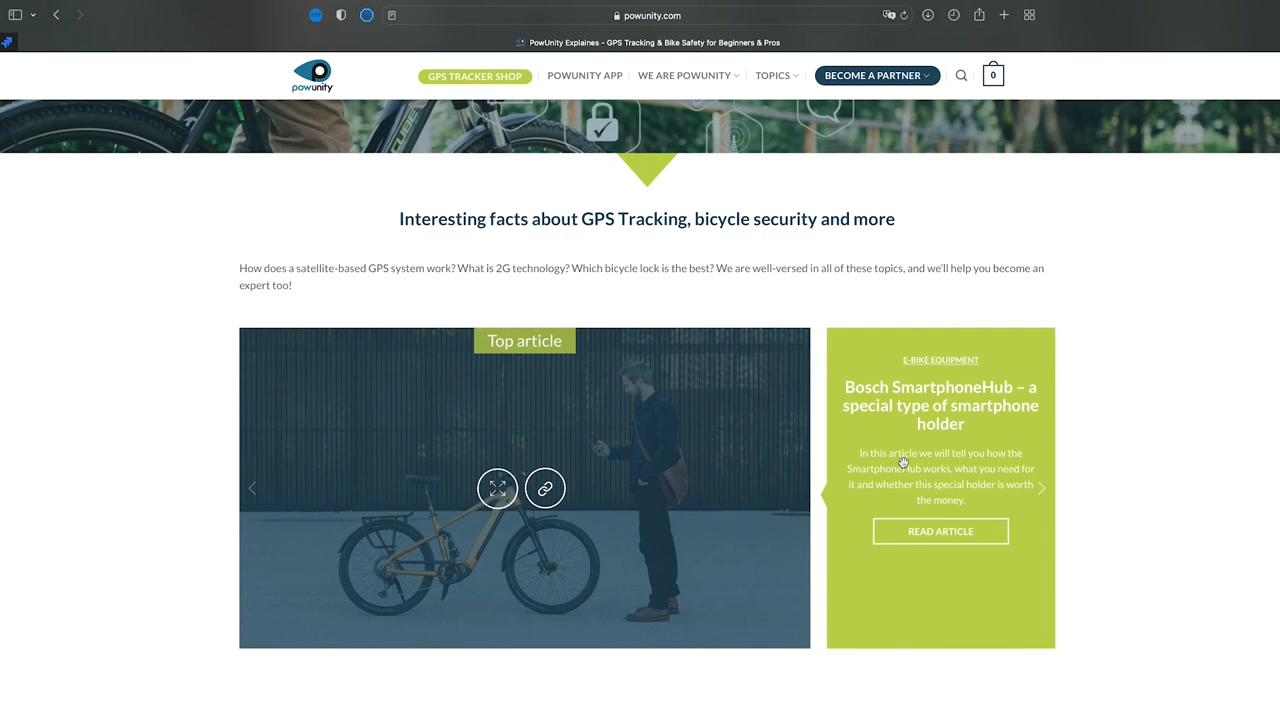 powunity.com
PowUnity Explaines - GPS Tracking & Bike Safety for Beginners & Pros
powunity
GPS TRACKER SHOP
POWUNITY APP
WE ARE POWUNITY
TOPICS
BECOME A PARTNER
0
CUBE
Interesting facts about GPS Tracking, bicycle security and more
How does a satellite-based GPS system work? What is 2G technology? Which bicycle lock is the best? We are well-versed in all of these topics, and we'll help you become an
expert too!
Top article
E-BIKE EQUIPMENT
Bosch SmartphoneHub – a
special type of smartphone
holder
In this article we will tell you how the
SmartphoneHub works, what you need for
it and whether this special holder is worth
the money.
READ ARTICLE